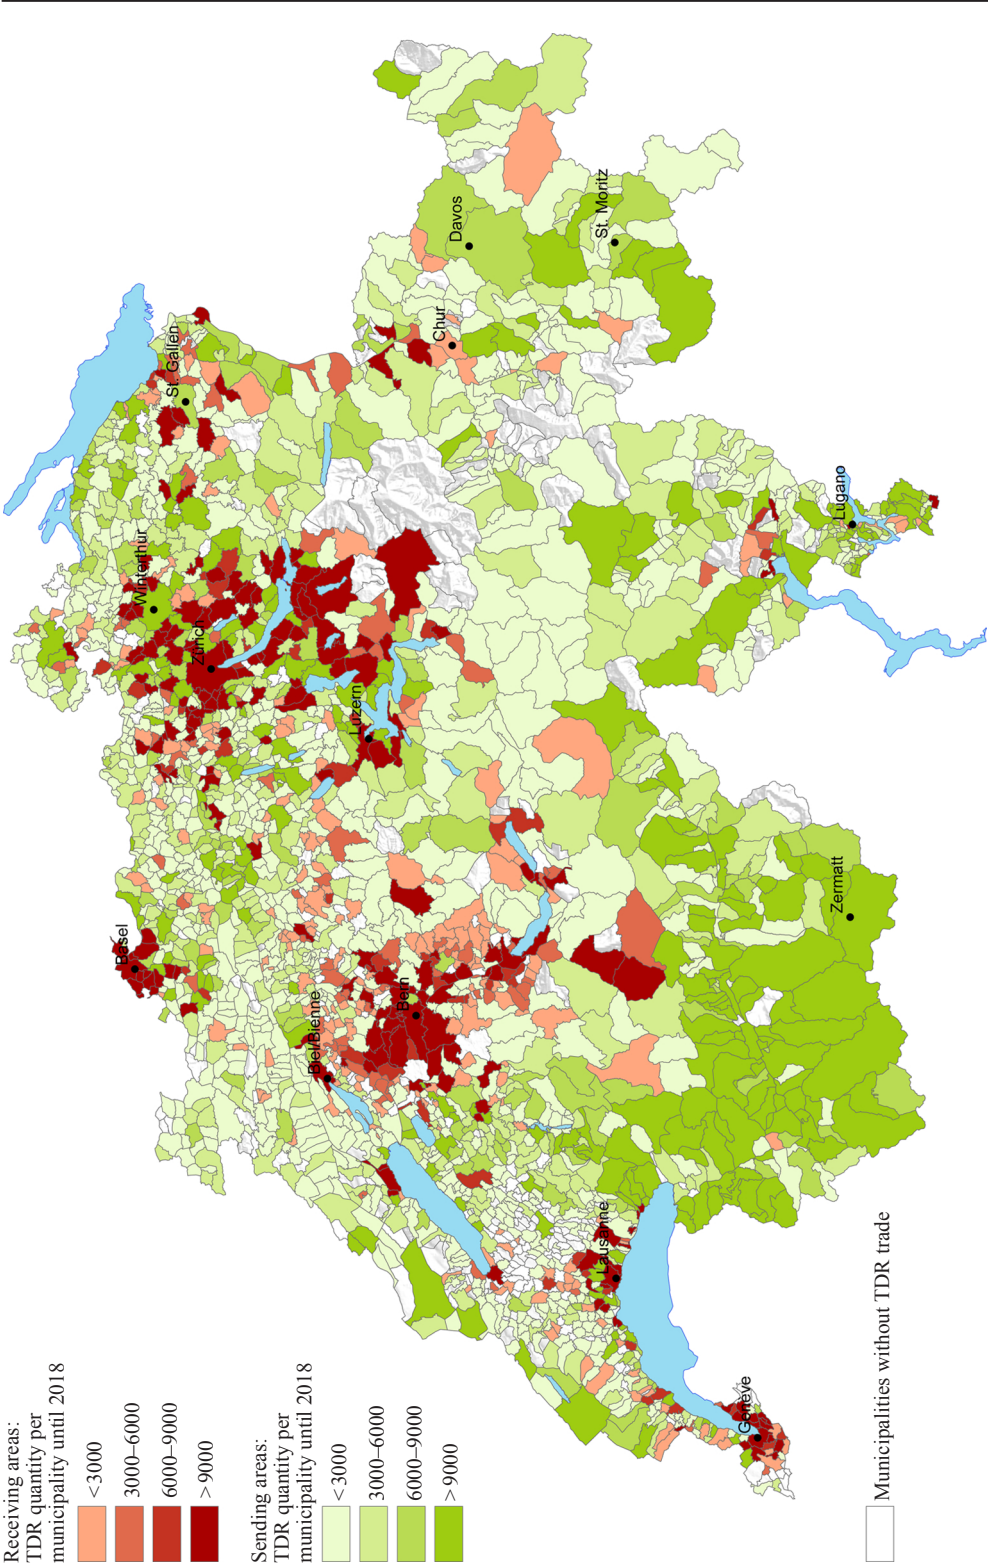 Receiving areas:
TDR quantity per
municipality until 2018
<3000
3000–6000
6000–9000
>9000
Sending areas:
TDR quantity per
municipality until 2018
<3000
3000–6000
6000–9000
>9000
Municipalities without TDR trade
Basel
Winterthur
Zürich
St. Gallen
Biel/Bienne
Luzern
Bern
Chur
Davos
St. Moritz
Lausanne
Genève
Zermatt
Lugano